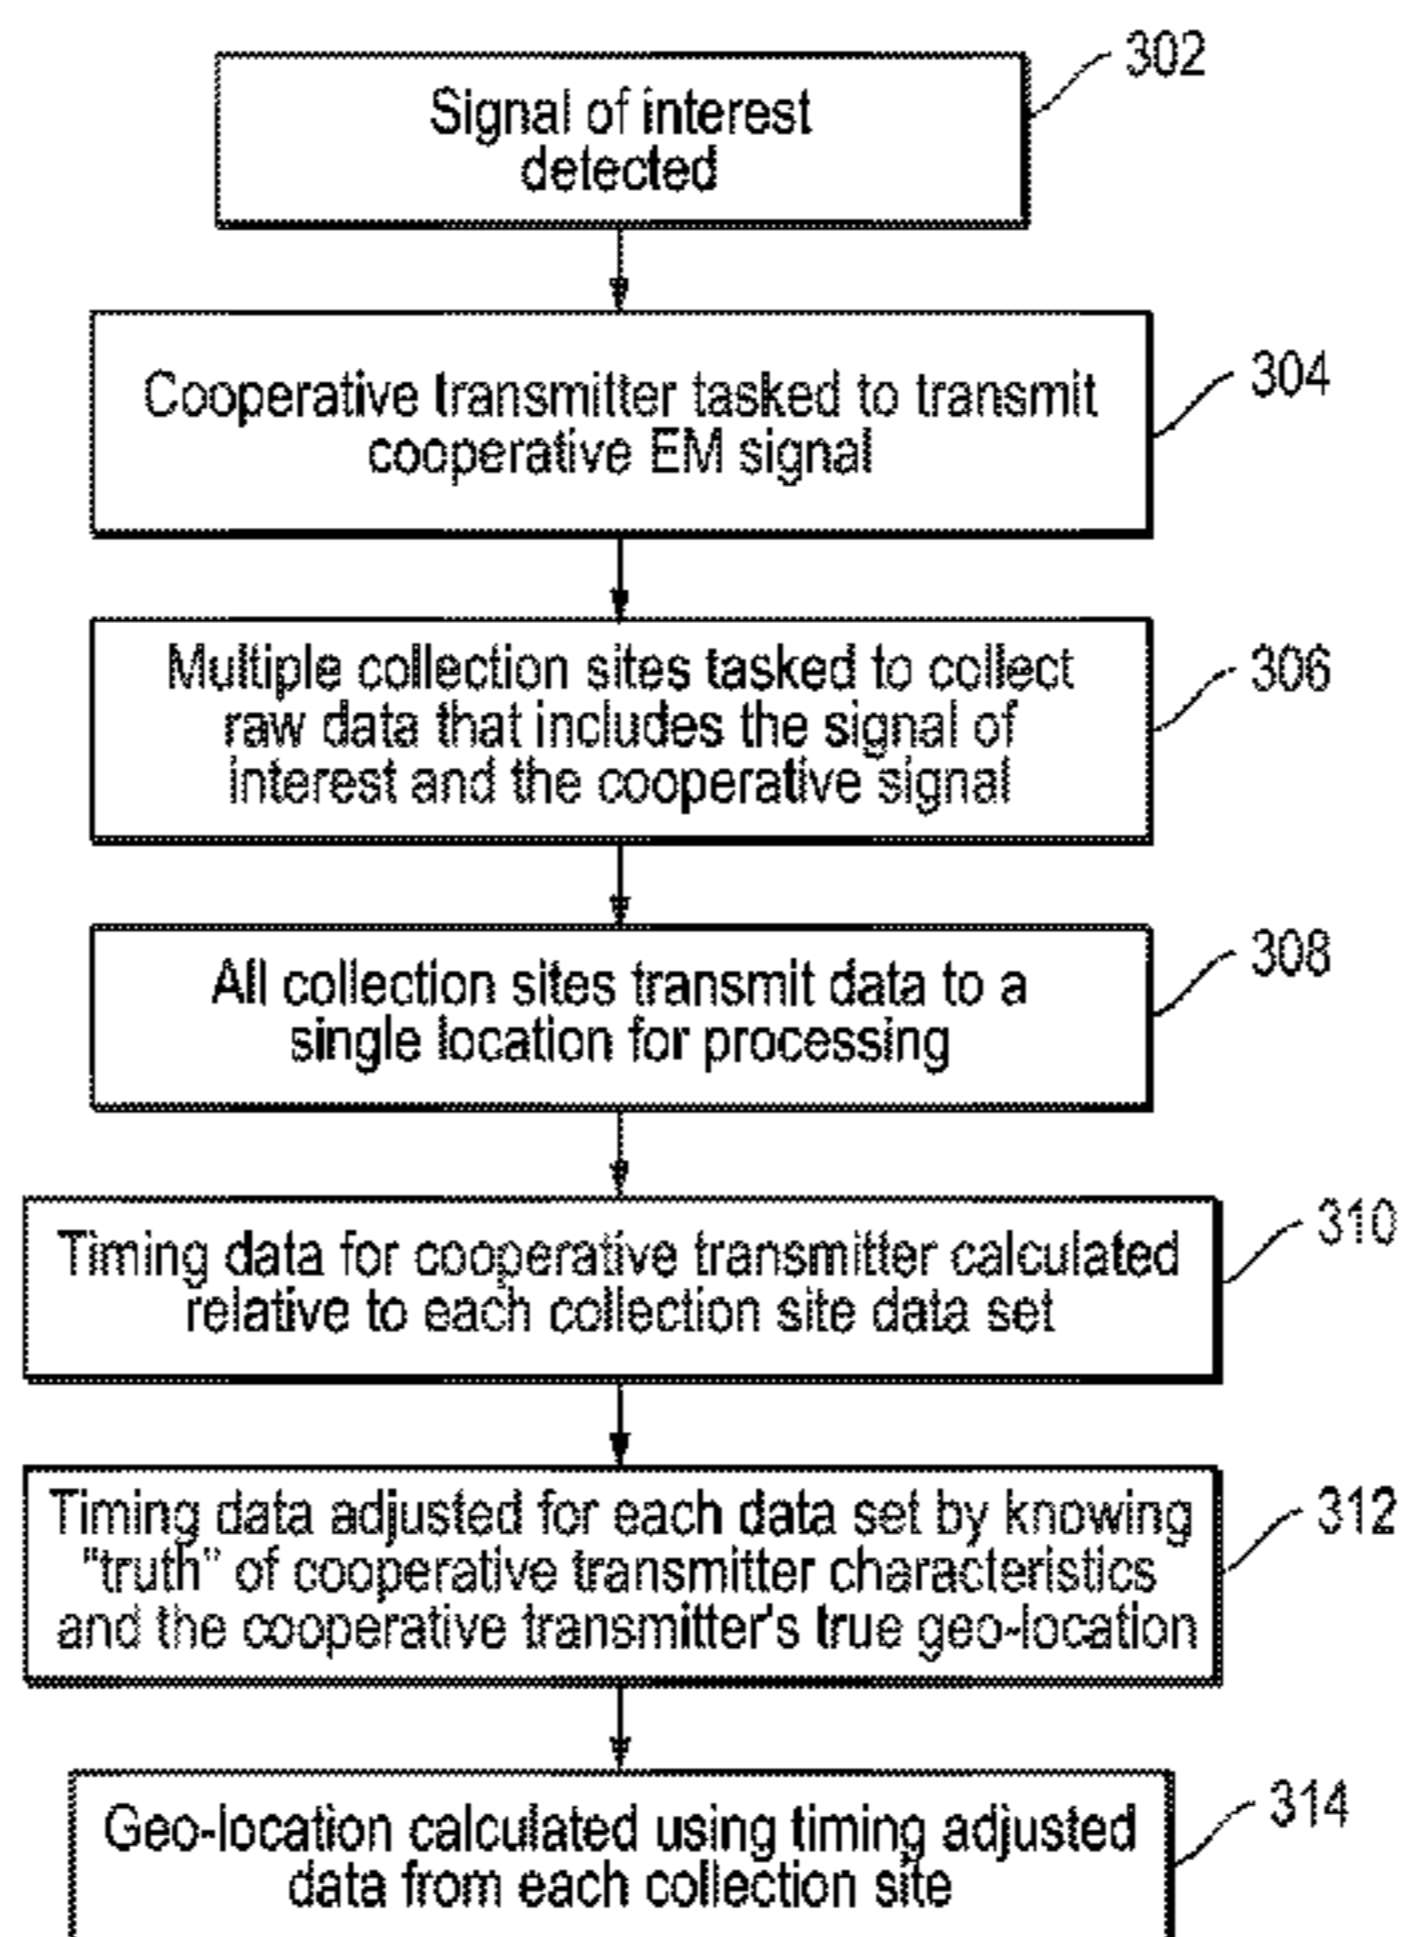 302
Signal of interest
detected
304
Cooperative transmitter tasked to transmit
cooperative EM signal
306
Multiple collection sites tasked to collect
raw data that includes the signal of
interest and the cooperative signal
308
All collection sites transmit data to a
single location for processing
310
Timing data for cooperative transmitter calculated
relative to each collection site data set
312
Timing data adjusted for each data set by knowing
"truth" of cooperative transmitter characteristics
and the cooperative transmitter's true geo-location
314
Geo-location calculated using timing adjusted
data from each collection site